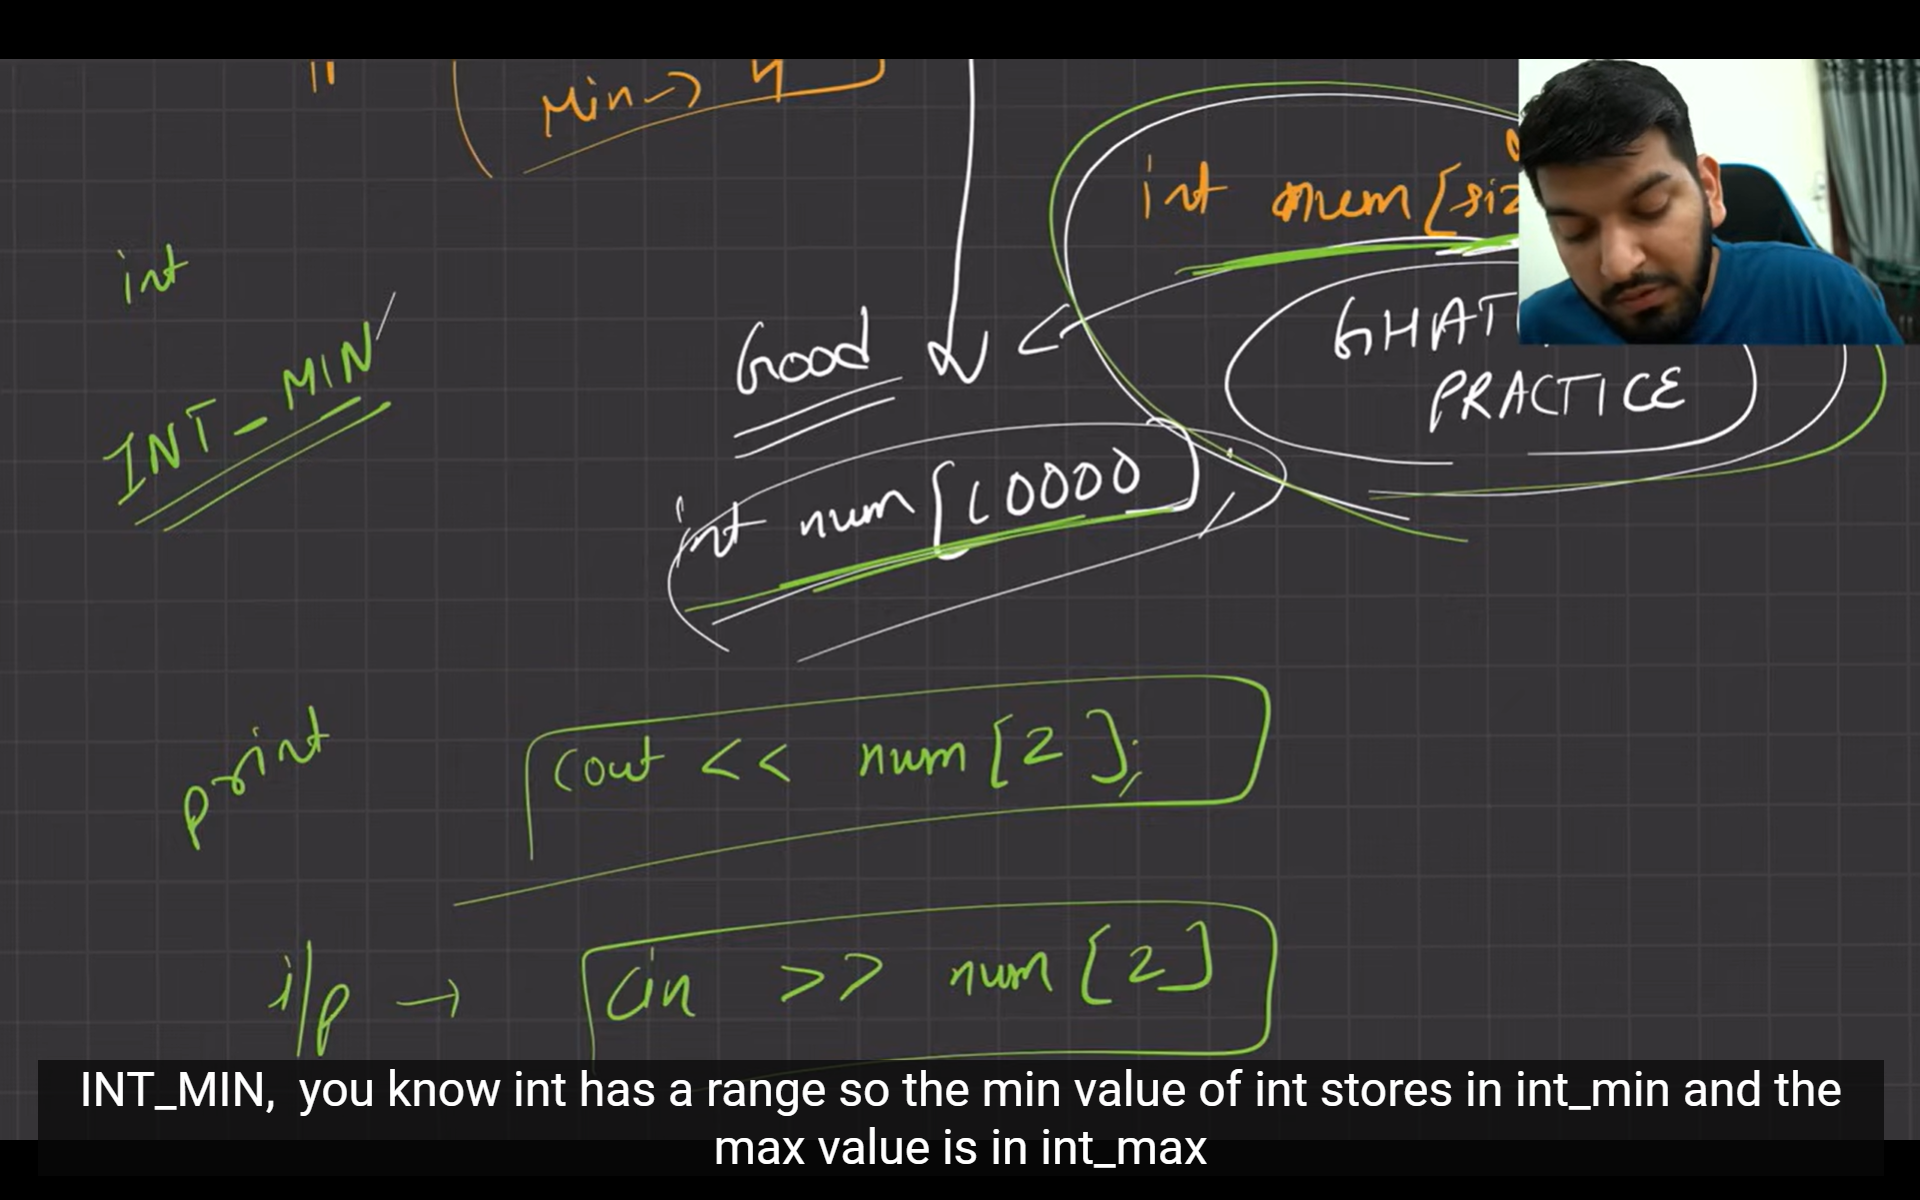 Min →
int num [siz
int
GHAT
Good
INT_MIN
PRACTICE
int num [10000]
print
cout << num [2];
i/p →
cin >> num [2]
INT_MIN, you know int has a range so the min value of int stores in int_min and the
max value is in int_max